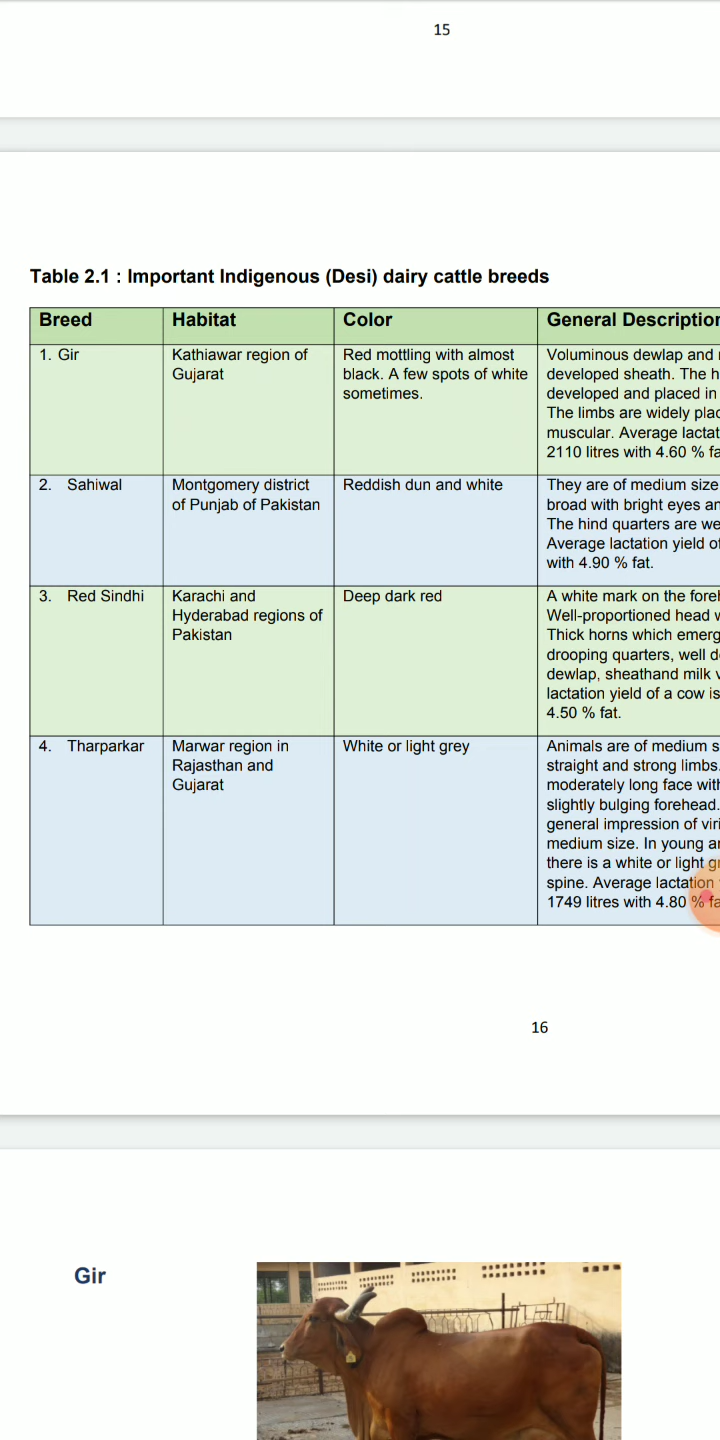 15
Table 2.1 : Important Indigenous (Desi) dairy cattle breeds
Breed Habitat Color General Description
1. Gir
Kathiawar region of
Gujarat
Red mottling with almost
black. A few spots of white
sometimes.
Voluminous dewlap and
developed sheath. The
developed and placed in
The limbs are widely
muscular. Average
2110 litres with 4.60 %
2. Sahiwal
Montgomery district
of Punjab of Pakistan
Reddish dun and white
They are of medium size
broad with bright eyes
The hind quarters are
Average lactation yield of
with 4.90 % fat.
3. Red Sindhi
Karachi and
Hyderabad regions of
Pakistan
Deep dark red
A white mark on the
Well-proportioned head
Thick horns which
drooping quarters, well
dewlap, sheathand milk
lactation yield of a cow is
4.50 % fat.
4. Tharparkar
Marwar region in
Rajasthan and
Gujarat
White or light grey
Animals are of medium
straight and strong limbs.
moderately long face with
slightly bulging forehead.
general impression of
medium size. In young
there is a white or light
spine. Average lactation
1749 litres with 4.80 %
16
Gir